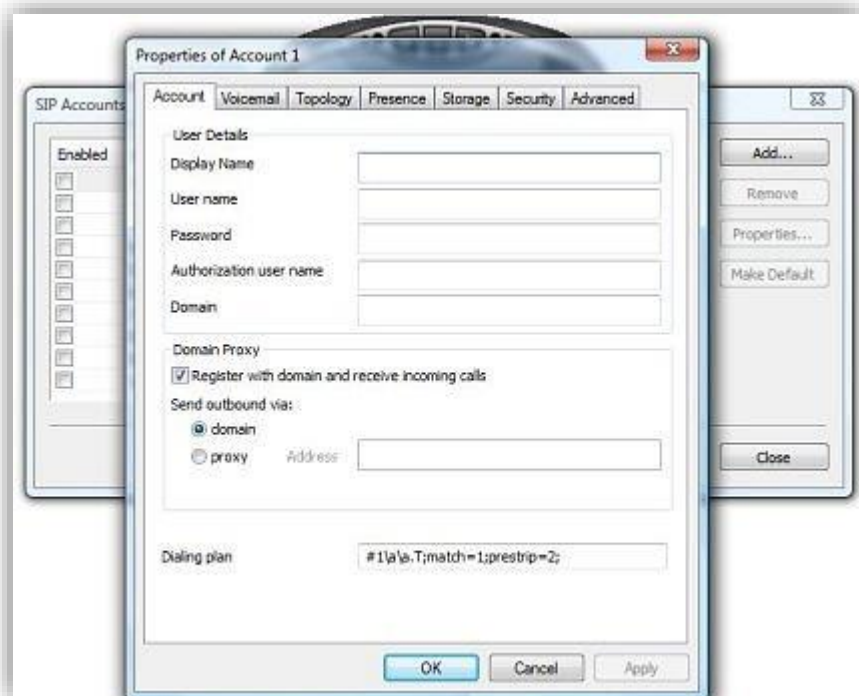 Properties of Account 1
SIP Accounts
Account Voicemail Topology Presence Storage Security Advanced
Enabled
Add...
Remove
Properties...
Make Default
Close
User Details
Display Name
User name
Password
Authorization user name
Domain
Domain Proxy
Register with domain and receive incoming calls
Send outbound via:
domain
proxy Address
Dialing plan #1\a\a.T;match=1;prestrip=2;
OK Cancel Apply